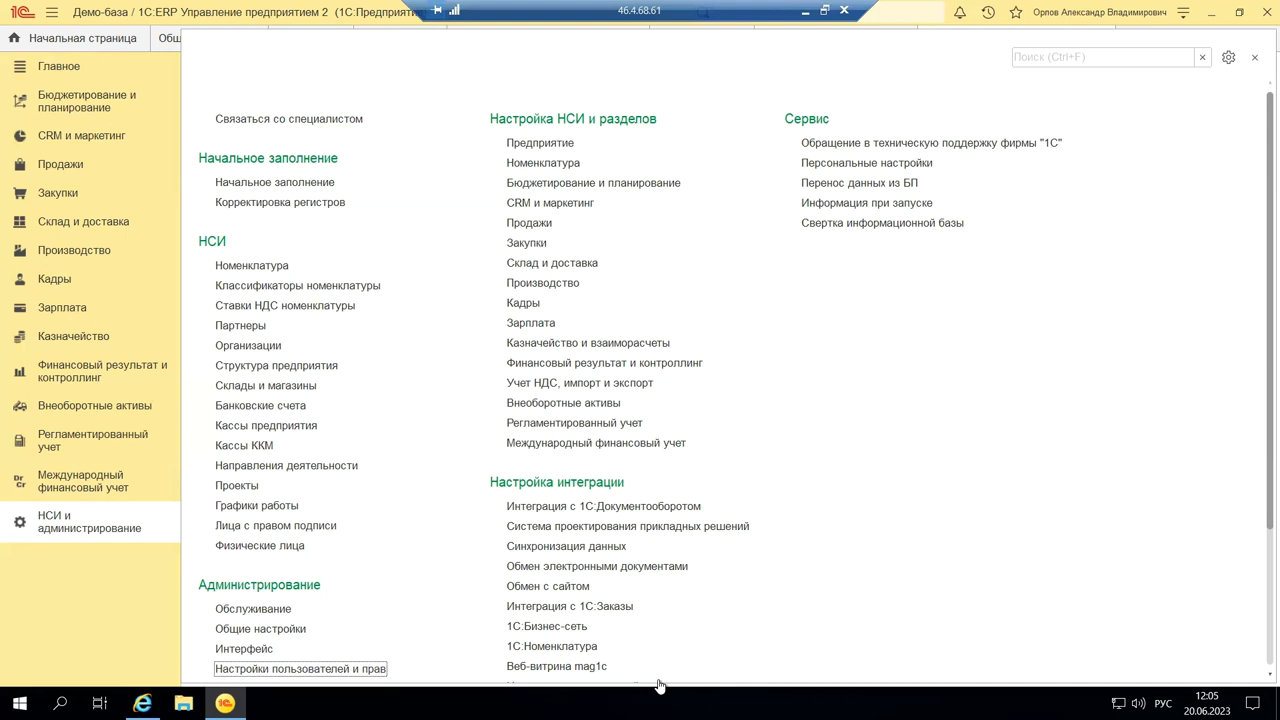 Демо-база / 1С:ERP Управление предприятием 2 (1С:Предприяти
46.4.68.61
Орлов Александр Владимирович
Начальная страница
Общ
Поиск (Ctrl+F)
Главное
Бюджетирование и
планирование
CRM и маркетинг
Продажи
Закупки
Склад и доставка
Производство
Кадры
Зарплата
Казначейство
Финансовый результат и
контроллинг
Внеоборотные активы
Регламентированный
учет
Международный
финансовый учет
НСИ и
администрирование
Связаться со специалистом
Начальное заполнение
Начальное заполнение
Корректировка регистров
НСИ
Номенклатура
Классификаторы номенклатуры
Ставки НДС номенклатуры
Партнеры
Организации
Структура предприятия
Склады и магазины
Банковские счета
Кассы предприятия
Кассы ККМ
Направления деятельности
Проекты
Графики работы
Лица с правом подписи
Физические лица
Администрирование
Обслуживание
Общие настройки
Интерфейс
Настройки пользователей и прав
Настройка НСИ и разделов
Предприятие
Номенклатура
Бюджетирование и планирование
CRM и маркетинг
Продажи
Закупки
Склад и доставка
Производство
Кадры
Зарплата
Казначейство и взаиморасчеты
Финансовый результат и контроллинг
Учет НДС, импорт и экспорт
Внеоборотные активы
Регламентированный учет
Международный финансовый учет
Настройка интеграции
Интеграция с 1С:Документооборотом
Система проектирования прикладных решений
Синхронизация данных
Обмен электронными документами
Обмен с сайтом
Интеграция с 1С:Заказы
1С:Бизнес-сеть
1С:Номенклатура
Веб-витрина mag1c
Сервис
Обращение в техническую поддержку фирмы "1С"
Персональные настройки
Перенос данных из БП
Информация при запуске
Свертка информационной базы
РУС
12:05
20.06.2023